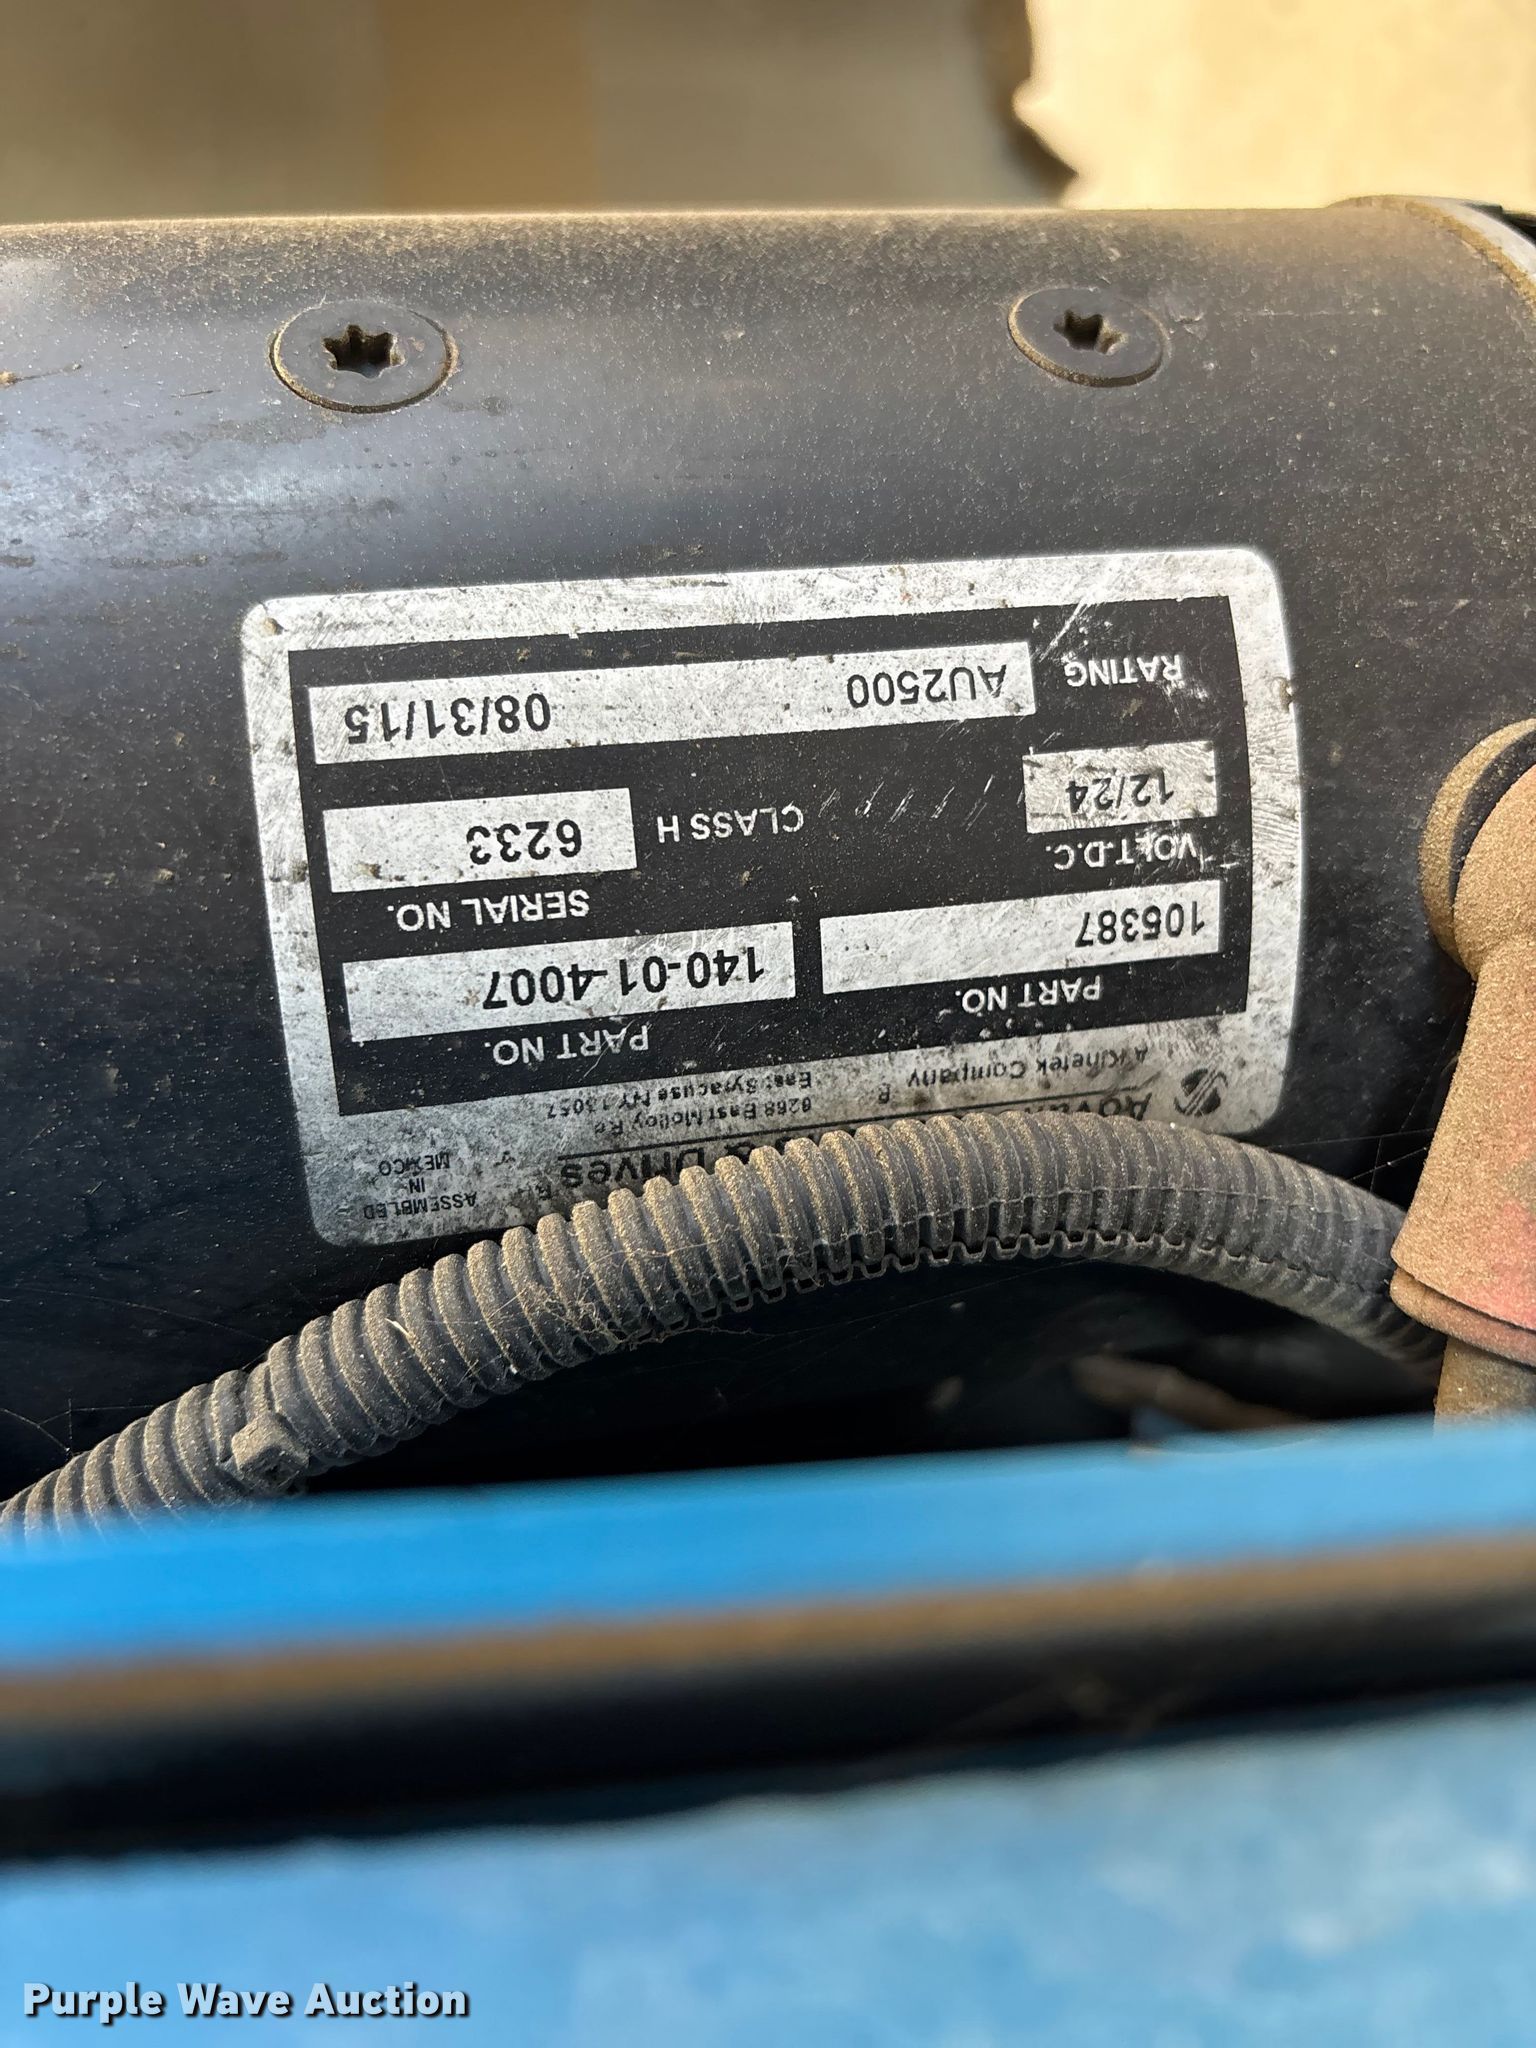 Drives
A Kinetek Company
6268 East Molloy Rd
East Syracuse NY 13057
ASSEMBLED
IN
MEXICO
PART NO. PART NO.
105387 140-01-4007
VOLT-D.C. SERIAL NO.
12/24 CLASS H 6233
RATING AU2500 08/31/15
Purple Wave Auction